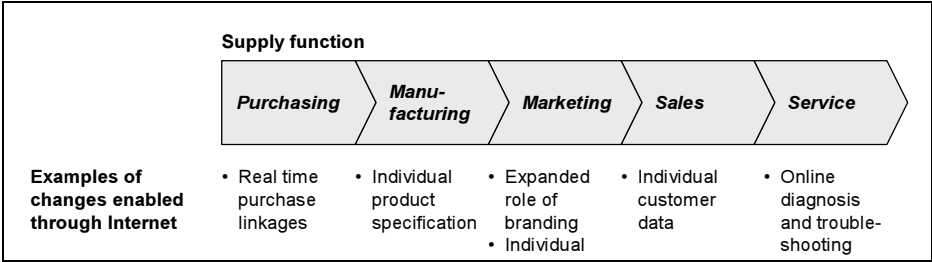 Supply function
Purchasing
Manu-
facturing
Marketing
Sales
Service
Examples of
changes enabled
through Internet
• Real time
purchase
linkages
• Individual
product
specification
• Expanded
role of
branding
• Individual
• Individual
customer
data
• Online
diagnosis
and trouble-
shooting